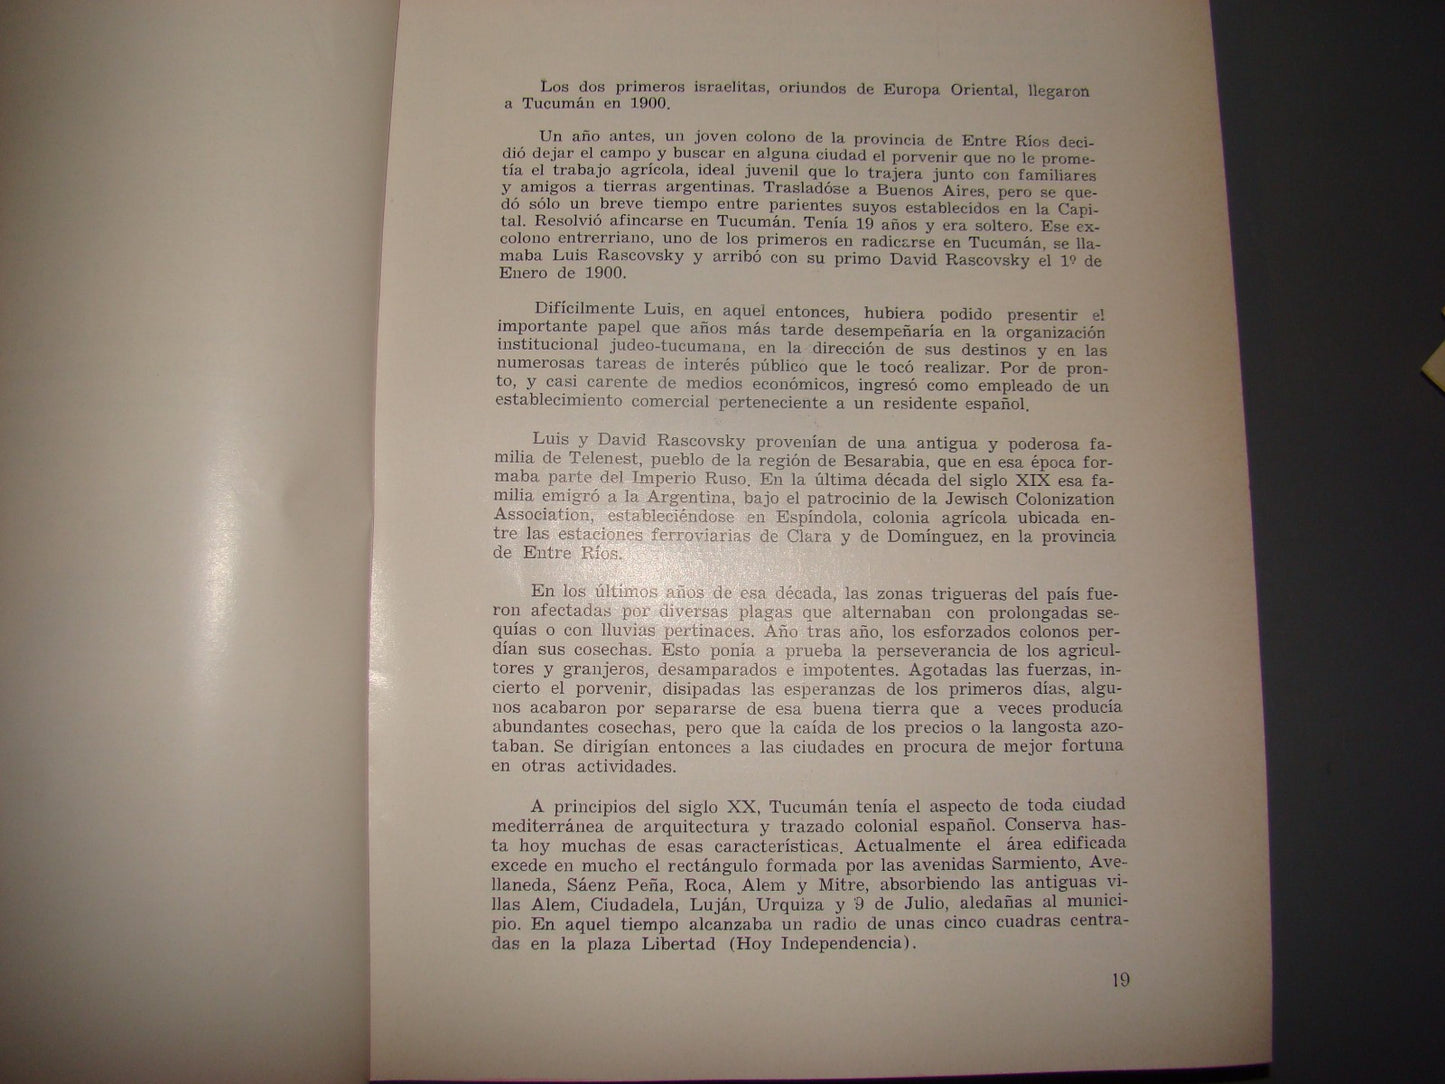 Los dos primeros israelitas, oriundos de Europa Oriental, llegaron
a Tucumán en 1900.
Un año antes, un joven colono de la provincia de Entre Ríos deci-
dió dejar el campo y buscar en alguna ciudad el porvenir que no le prome-
tía el trabajo agrícola, ideal juvenil que lo trajera junto con familiares
y amigos a tierras argentinas. Trasladóse a Buenos Aires, pero se que-
dó sólo un breve tiempo entre parientes suyos establecidos en la Capi-
tal. Resolvió afincarse en Tucumán. Tenía 19 años y era soltero. Ese ex-
colono entrerriano, uno de los primeros en radicarse en Tucumán, se lla-
maba Luis Rascovsky y arribó con su primo David Rascovsky el 1º de
Enero de 1900.
Difícilmente Luis, en aquel entonces, hubiera podido presentir el
importante papel que años más tarde desempeñaría en la organización
institucional judeo-tucumana, en la dirección de sus destinos y en las
numerosas tareas de interés público que le tocó realizar. Por de pron-
to, y casi carente de medios económicos, ingresó como empleado de un
establecimiento comercial perteneciente a un residente español.
Luis y David Rascovsky provenían de una antigua y poderosa fa-
milia de Telenest, pueblo de la región de Besarabia, que en esa época for-
maba parte del Imperio Ruso. En la última década del siglo XIX esa fa-
milia emigró a la Argentina, bajo el patrocinio de la Jewisch Colonization
Association, estableciéndose en Espíndola, colonia agrícola ubicada en-
tre las estaciones ferroviarias de Clara y de Domínguez, en la provincia
de Entre Ríos.
En los últimos años de esa década, las zonas trigueras del país fue-
ron afectadas por diversas plagas que alternaban con prolongadas se-
quías o con lluvias pertinaces. Año tras año, los esforzados colonos per-
dían sus cosechas. Esto ponía a prueba la perseverancia de los agricul-
tores y granjeros, desamparados e impotentes. Agotadas las fuerzas, in-
cierto el porvenir, disipadas las esperanzas de los primeros días, algu-
nos acabaron por separarse de esa buena tierra que a veces producía
abundantes cosechas, pero que la caída de los precios o la langosta azo-
taban. Se dirigían entonces a las ciudades en procura de mejor fortuna
en otras actividades.
A principios del siglo XX, Tucumán tenía el aspecto de toda ciudad
mediterránea de arquitectura y trazado colonial español. Conserva has-
ta hoy muchas de esas características. Actualmente el área edificada
excede en mucho el rectángulo formada por las avenidas Sarmiento, Ave-
llaneda, Sáenz Peña, Roca, Alem y Mitre, absorbiendo las antiguas vi-
llas Alem, Ciudadela, Luján, Urquiza y 9 de Julio, aledañas al munici-
pio. En aquel tiempo alcanzaba un radio de unas cinco cuadras centra-
das en la plaza Libertad (Hoy Independencia).
19